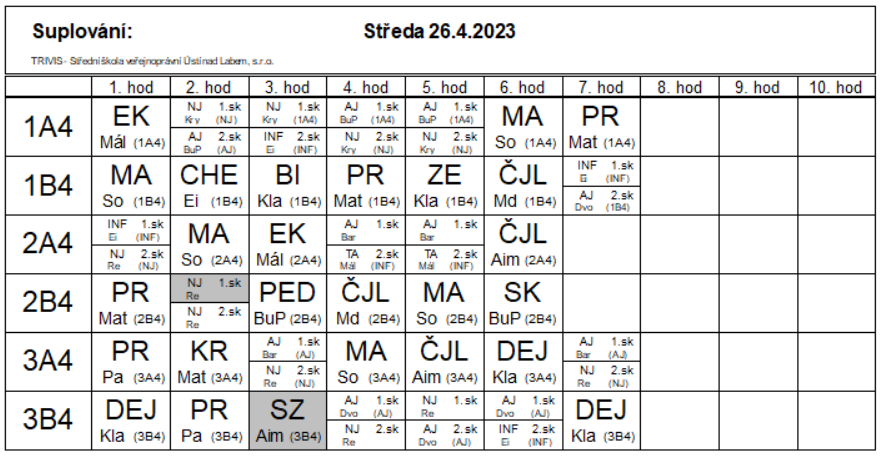 Suplování: Středa 26.4.2023
TRIVIS - Střední škola veřejnoprávní Ústí nad Labem, s.r.o.
1. hod 2. hod 3. hod 4. hod 5. hod 6. hod 7. hod 8. hod 9. hod 10. hod
1A4
EK
Mál (1A4)
NJ 1.sk
Kry (NJ)
AJ 2.sk
BuP (AJ)
NJ 1.sk
Kry (1A4)
INF 2.sk
Ei (INF)
AJ 1.sk
BuP (1A4)
NJ 2.sk
Kry (NJ)
AJ 1.sk
BuP (1A4)
NJ 2.sk
Kry (NJ)
MA
So (1A4)
PR
Mat (1A4)
1B4
MA
So (1B4)
CHE
Ei (1B4)
BI
Kla (1B4)
PR
Mat (1B4)
ZE
Kla (1B4)
ČJL
Md (1B4)
INF 1.sk
Ei (INF)
AJ 2.sk
Dvo (1B4)
2A4
INF 1.sk
Ei (INF)
NJ 2.sk
Re (NJ)
MA
So (2A4)
EK
Mál (2A4)
AJ 1.sk
Bar
TA 2.sk
Mál (INF)
AJ 1.sk
Bar
TA 2.sk
Mál (INF)
ČJL
Aim (2A4)
2B4
PR
Mat (2B4)
NJ 1.sk
Re
NJ 2.sk
Re
PED
BuP (2B4)
ČJL
Md (2B4)
MA
So (2B4)
SK
BuP (2B4)
3A4
PR
Pa (3A4)
KR
Mat (3A4)
AJ 1.sk
Bar (AJ)
NJ 2.sk
Re (NJ)
MA
So (3A4)
ČJL
Aim (3A4)
DEJ
Kla (3A4)
AJ 1.sk
Bar (AJ)
NJ 2.sk
Re (NJ)
3B4
DEJ
Kla (3B4)
PR
Pa (3B4)
SZ
Aim (3B4)
AJ 1.sk
Dvo (AJ)
NJ 2.sk
Re
NJ 1.sk
Re
AJ 2.sk
Dvo (AJ)
AJ 1.sk
Dvo (AJ)
INF 2.sk
Ei (INF)
DEJ
Kla (3B4)